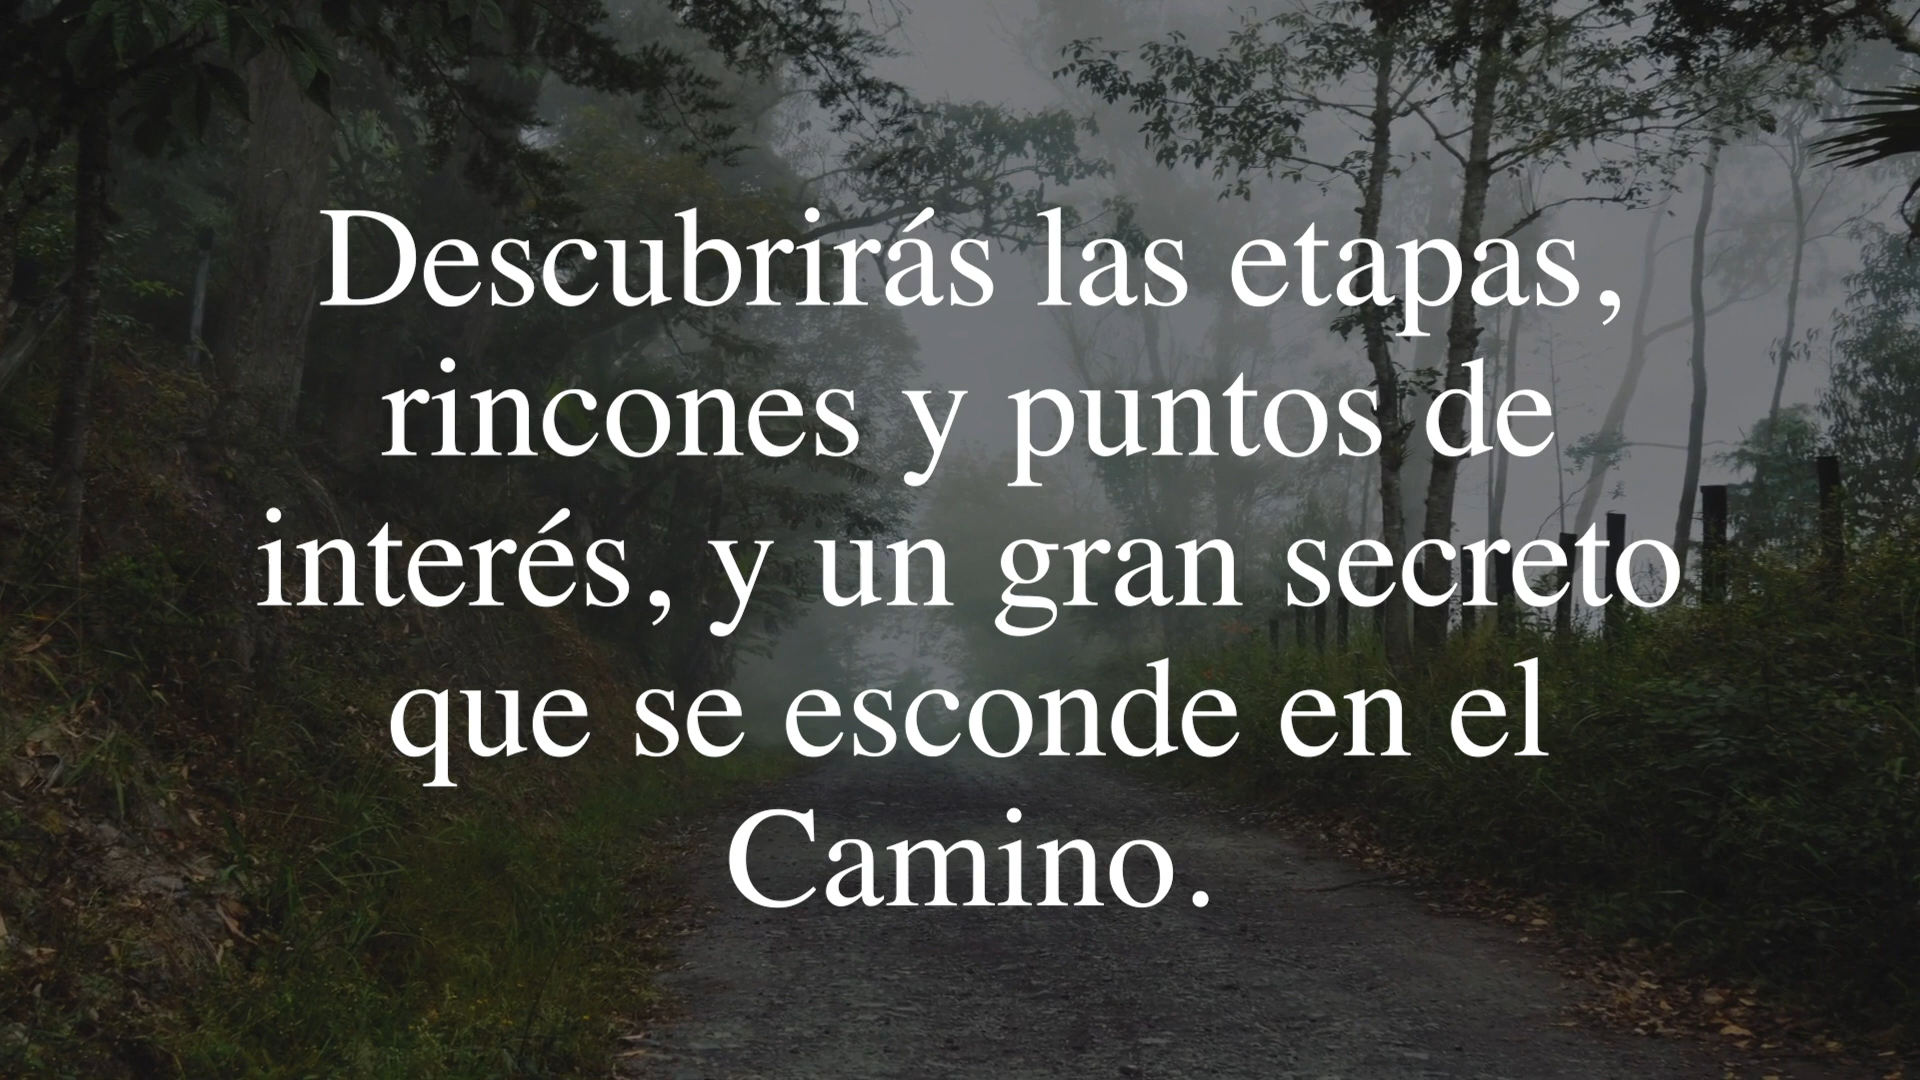 Descubrirás las etapas,
rincones y puntos de
interés, y un gran secreto
que se esconde en el
Camino.